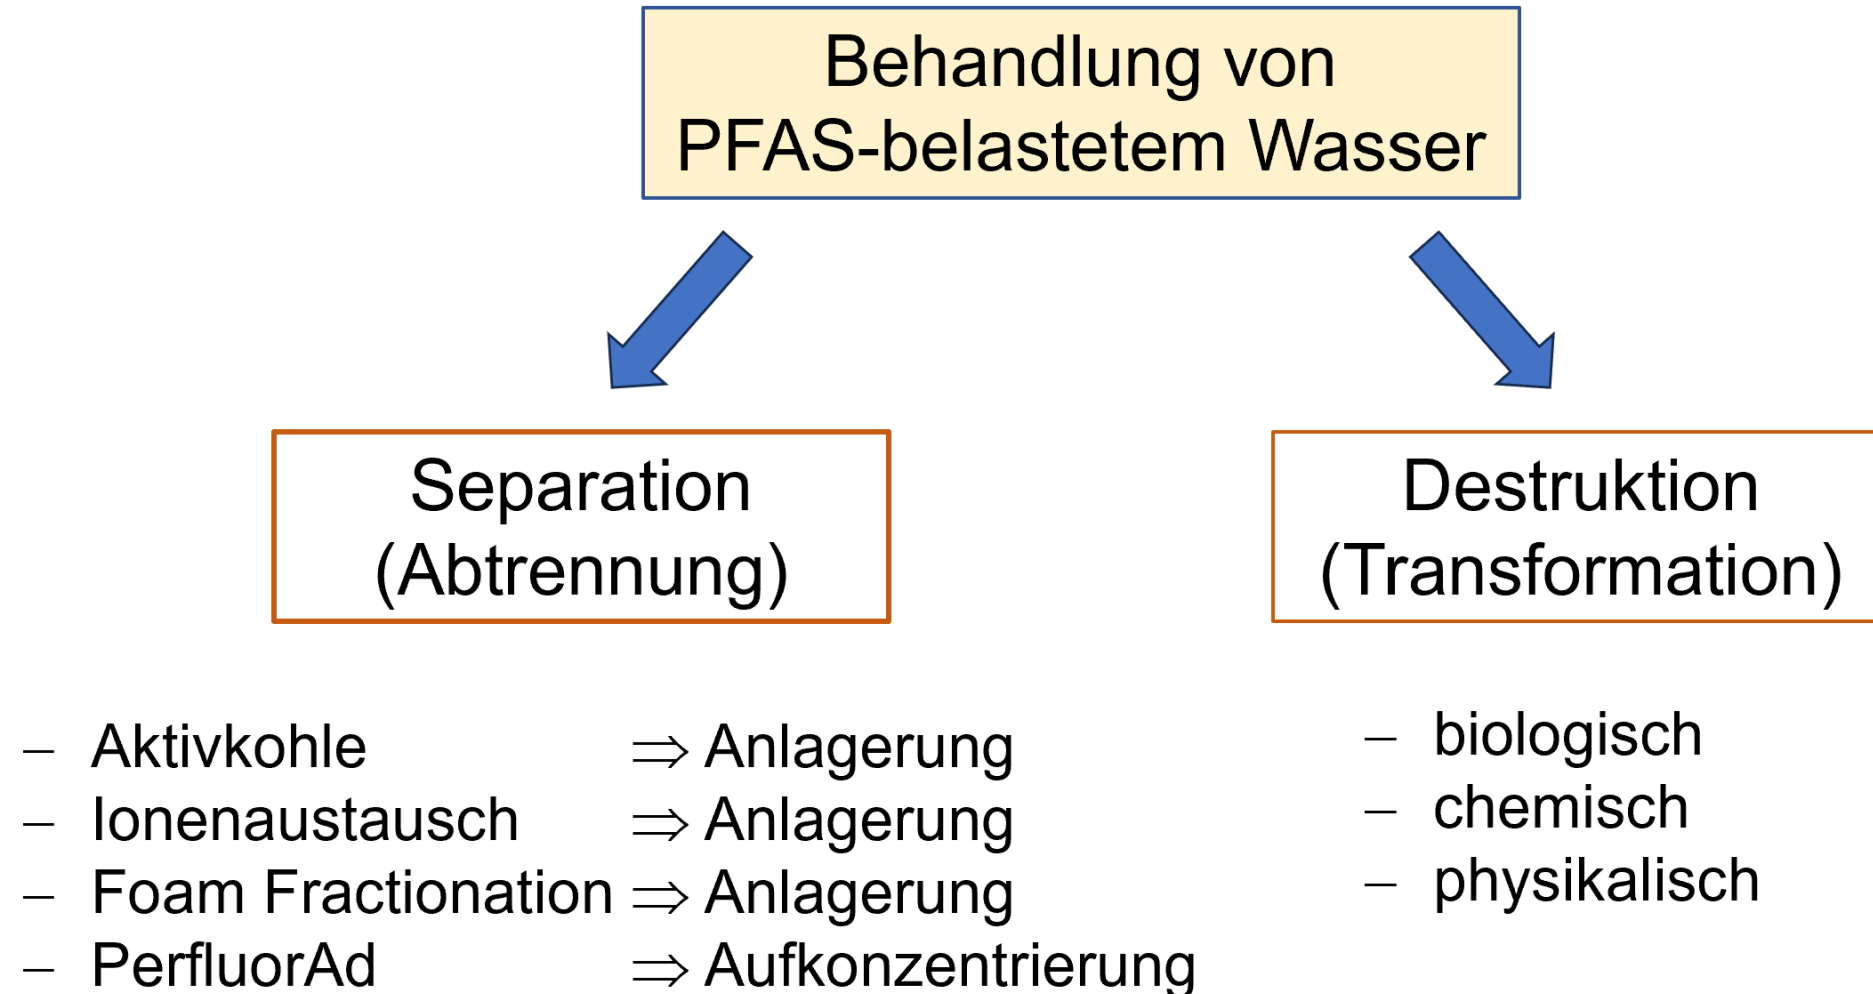 Behandlung von
PFAS-belastetem Wasser
Separation
(Abtrennung)
Destruktion
(Transformation)
– Aktivkohle ⇒ Anlagerung
– Ionenaustausch ⇒ Anlagerung
– Foam Fractionation ⇒ Anlagerung
– PerfluorAd ⇒ Aufkonzentrierung
– biologisch
– chemisch
– physikalisch